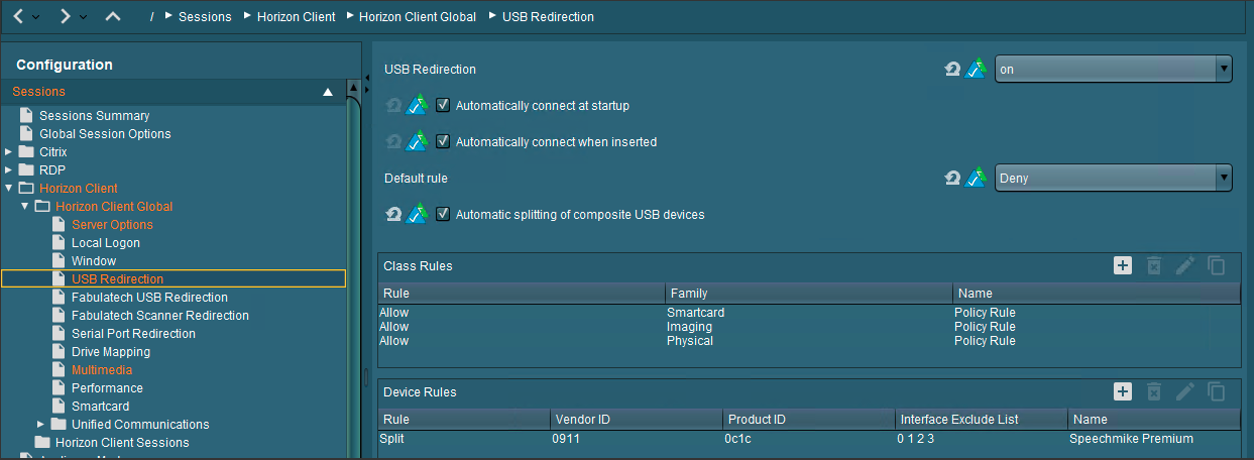 / Sessions Horizon Client Horizon Client Global USB Redirection
Configuration
Sessions
Sessions Summary
Global Session Options
Citrix
RDP
Horizon Client
Horizon Client Global
Server Options
Local Logon
Window
USB Redirection
Fabulatech USB Redirection
Fabulatech Scanner Redirection
Serial Port Redirection
Drive Mapping
Multimedia
Performance
Smartcard
Unified Communications
Horizon Client Sessions
USB Redirection on
Automatically connect at startup
Automatically connect when inserted
Default rule Deny
Automatic splitting of composite USB devices
Class Rules
Rule Family Name
Allow Smartcard Policy Rule
Allow Imaging Policy Rule
Allow Physical Policy Rule
Device Rules
Rule Vendor ID Product ID Interface Exclude List Name
Split 0911 0c1c 0 1 2 3 Speechmike Premium